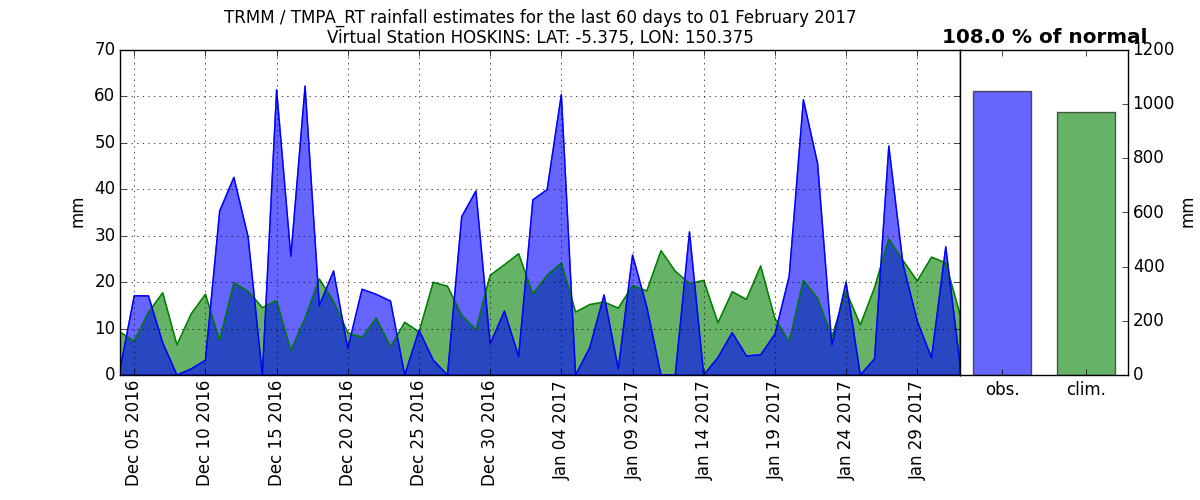 TRMM / TMPA_RT rainfall estimates for the last 60 days to 01 February 2017
Virtual Station HOSKINS: LAT: -5.375, LON: 150.375
108.0 % of normal
70
60
50
40
30
20
10
0
mm
Dec 05 2016
Dec 10 2016
Dec 15 2016
Dec 20 2016
Dec 25 2016
Dec 30 2016
Jan 04 2017
Jan 09 2017
Jan 14 2017
Jan 19 2017
Jan 24 2017
Jan 29 2017
obs.
clim.
1200
1000
800
600
400
200
0
mm